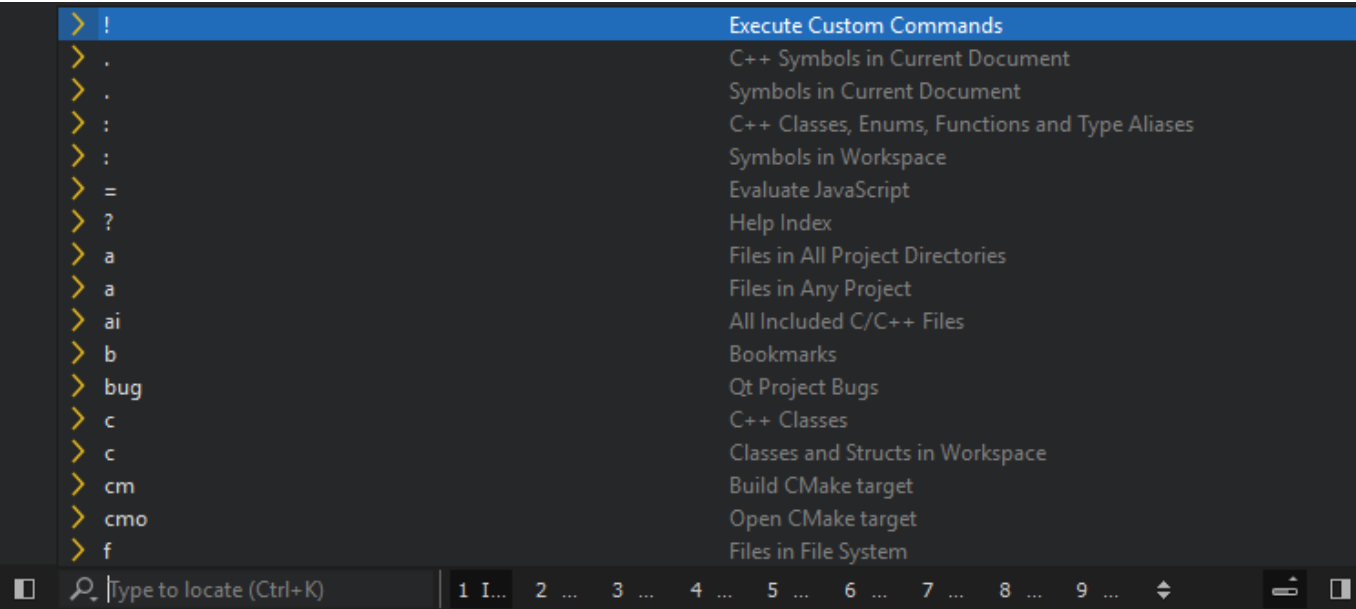 ! Execute Custom Commands
. C++ Symbols in Current Document
. Symbols in Current Document
: C++ Classes, Enums, Functions and Type Aliases
: Symbols in Workspace
= Evaluate JavaScript
? Help Index
a Files in All Project Directories
a Files in Any Project
ai All Included C/C++ Files
b Bookmarks
bug Qt Project Bugs
c C++ Classes
c Classes and Structs in Workspace
cm Build CMake target
cmo Open CMake target
f Files in File System
Type to locate (Ctrl+K) 1 I... 2 ... 3 ... 4 ... 5 ... 6 ... 7 ... 8 ... 9 ...